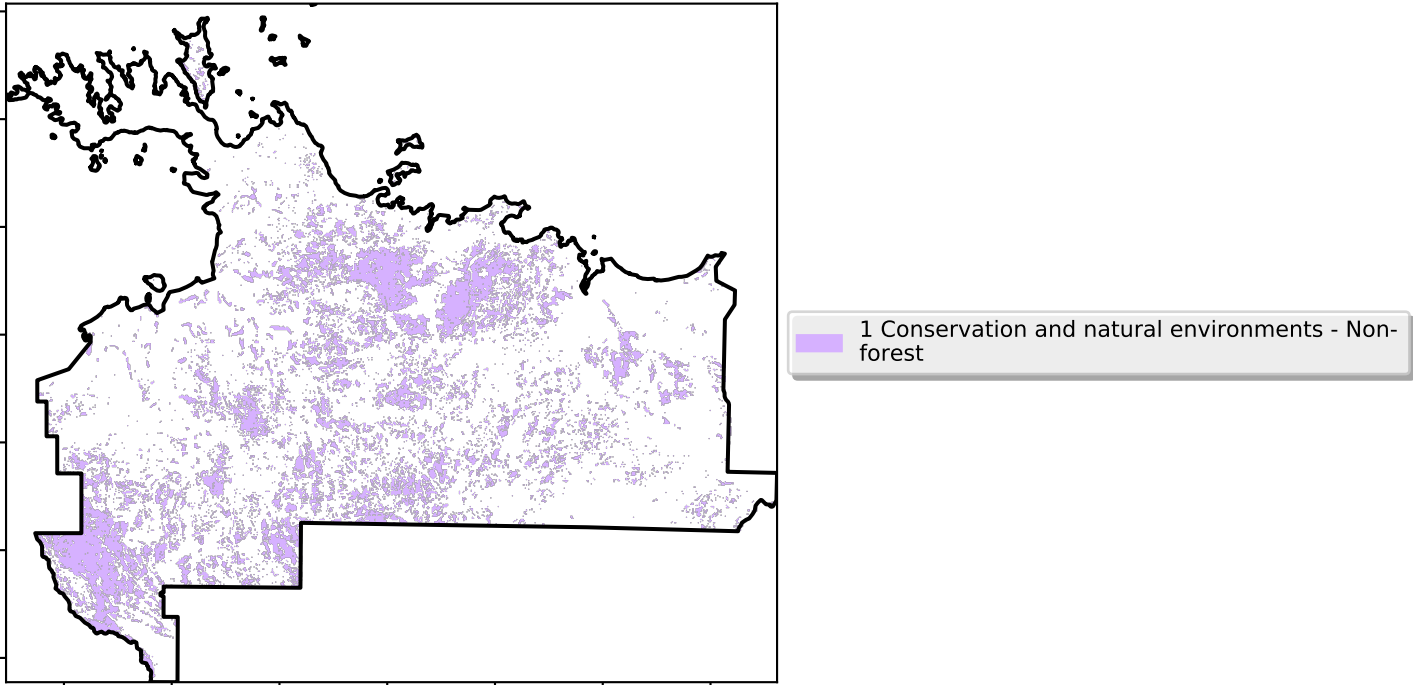 1 Conservation and natural environments - Non-
forest